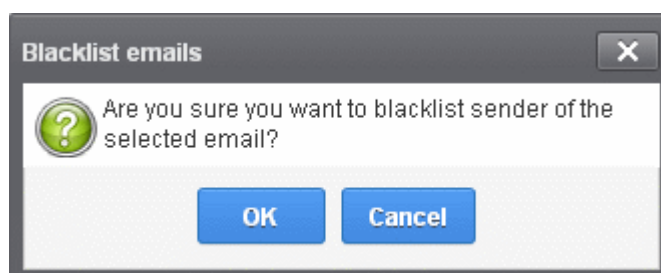 Blacklist emails
Are you sure you want to blacklist sender of the
selected email?
OK Cancel